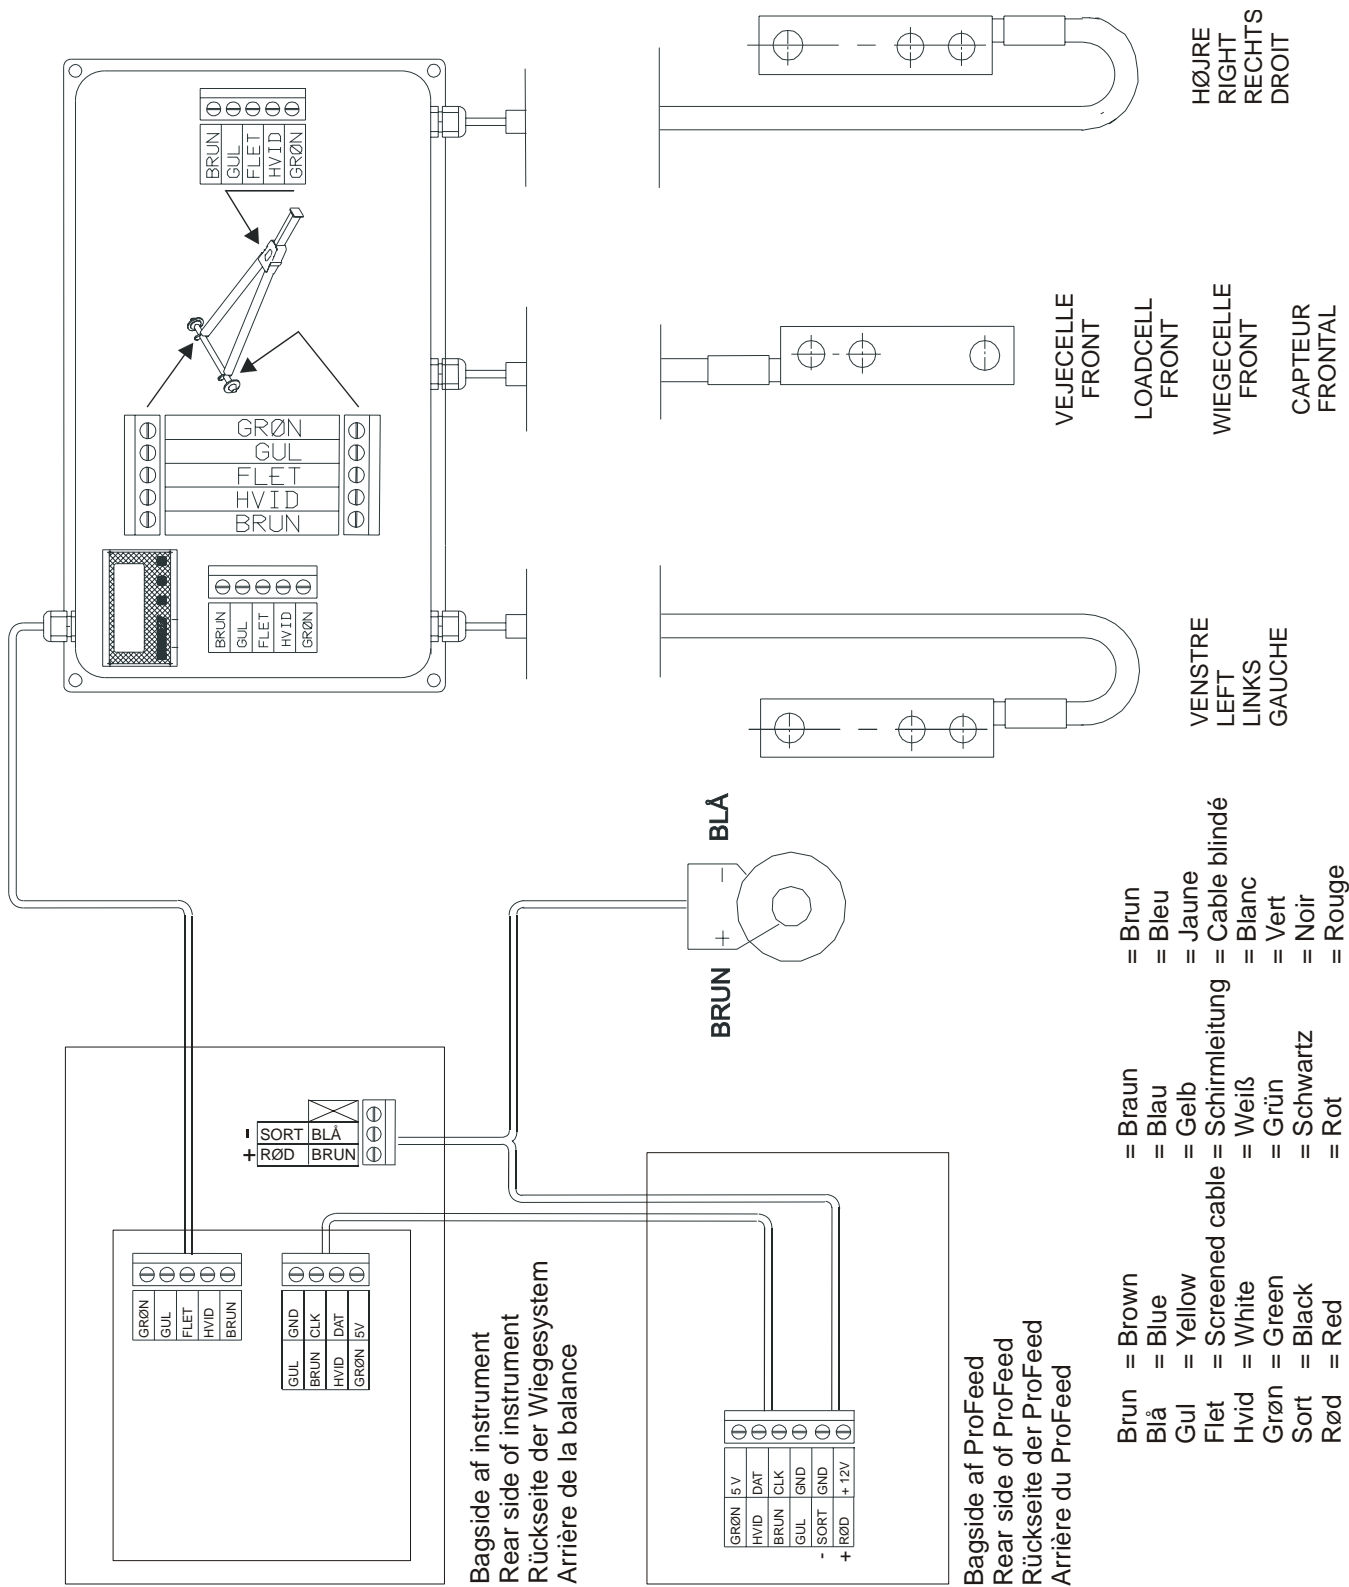 BRUN
GUL
FLET
HVID
GRØN
GRØN
GUL
FLET
HVID
BRUN
BRUN
GUL
FLET
HVID
GRØN
HØJRE
RIGHT
RECHTS
DROIT
VEJECELLE
FRONT
LOADCELL
FRONT
WIEGECELLE
FRONT
CAPTEUR
FRONTAL
VENSTRE
LEFT
LINKS
GAUCHE
BRUN + - BLÅ
- SORT BLÅ
+ RØD BRUN
GRØN
GUL
FLET
HVID
BRUN
GUL GND
BRUN CLK
HVID DAT
GRØN 5V
Bagside af instrument
Rear side of instrument
Rückseite der Wiegesystem
Arrière de la balance
GRØN 5 V
HVID DAT
BRUN CLK
GUL GND
- SORT GND
+ RØD + 12V
Bagside af ProFeed
Rear side of ProFeed
Rückseite der ProFeed
Arrière du ProFeed
Brun = Brown = Braun = Brun
Blå = Blue = Blau = Bleu
Gul = Yellow = Gelb = Jaune
Flet = Screened cable = Schirmleitung = Cable blindé
Hvid = White = Weiß = Blanc
Grøn = Green = Grün = Vert
Sort = Black = Schwartz = Noir
Rød = Red = Rot = Rouge